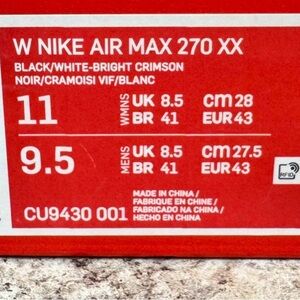 W NIKE AIR MAX 270 XX
BLACK/WHITE-BRIGHT CRIMSON
NOIR/CRAMOISI VIF/BLANC
11 WMNS UK 8.5 cm 28
BR 41 EUR 43
9.5 MENS UK 8.5 cm 27.5
BR 41 EUR 43
MADE IN CHINA /
FABRIQUE EN CHINE /
FABRICADO NA CHINA /
HECHO EN CHINA
CU9430 001
RFID